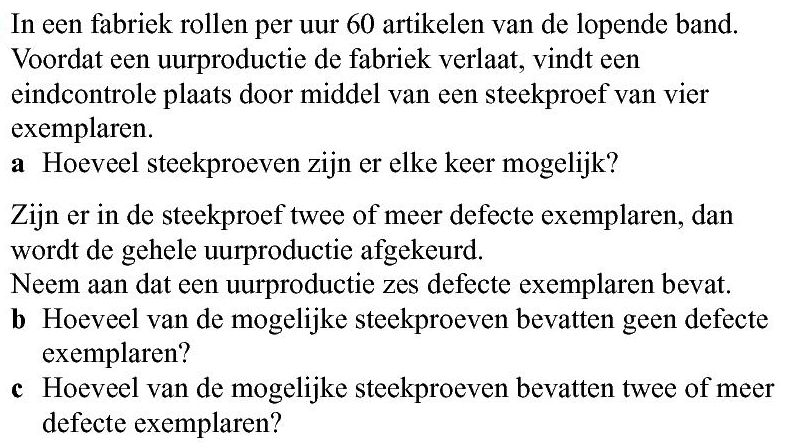 In een fabriek rollen per uur 60 artikelen van de lopende band.
Voordat een uurproductie de fabriek verlaat, vindt een
eindcontrole plaats door middel van een steekproef van vier
exemplaren.
a Hoeveel steekproeven zijn er elke keer mogelijk?
Zijn er in de steekproef twee of meer defecte exemplaren, dan
wordt de gehele uurproductie afgekeurd.
Neem aan dat een uurproductie zes defecte exemplaren bevat.
b Hoeveel van de mogelijke steekproeven bevatten geen defecte
exemplaren?
c Hoeveel van de mogelijke steekproeven bevatten twee of meer
defecte exemplaren?